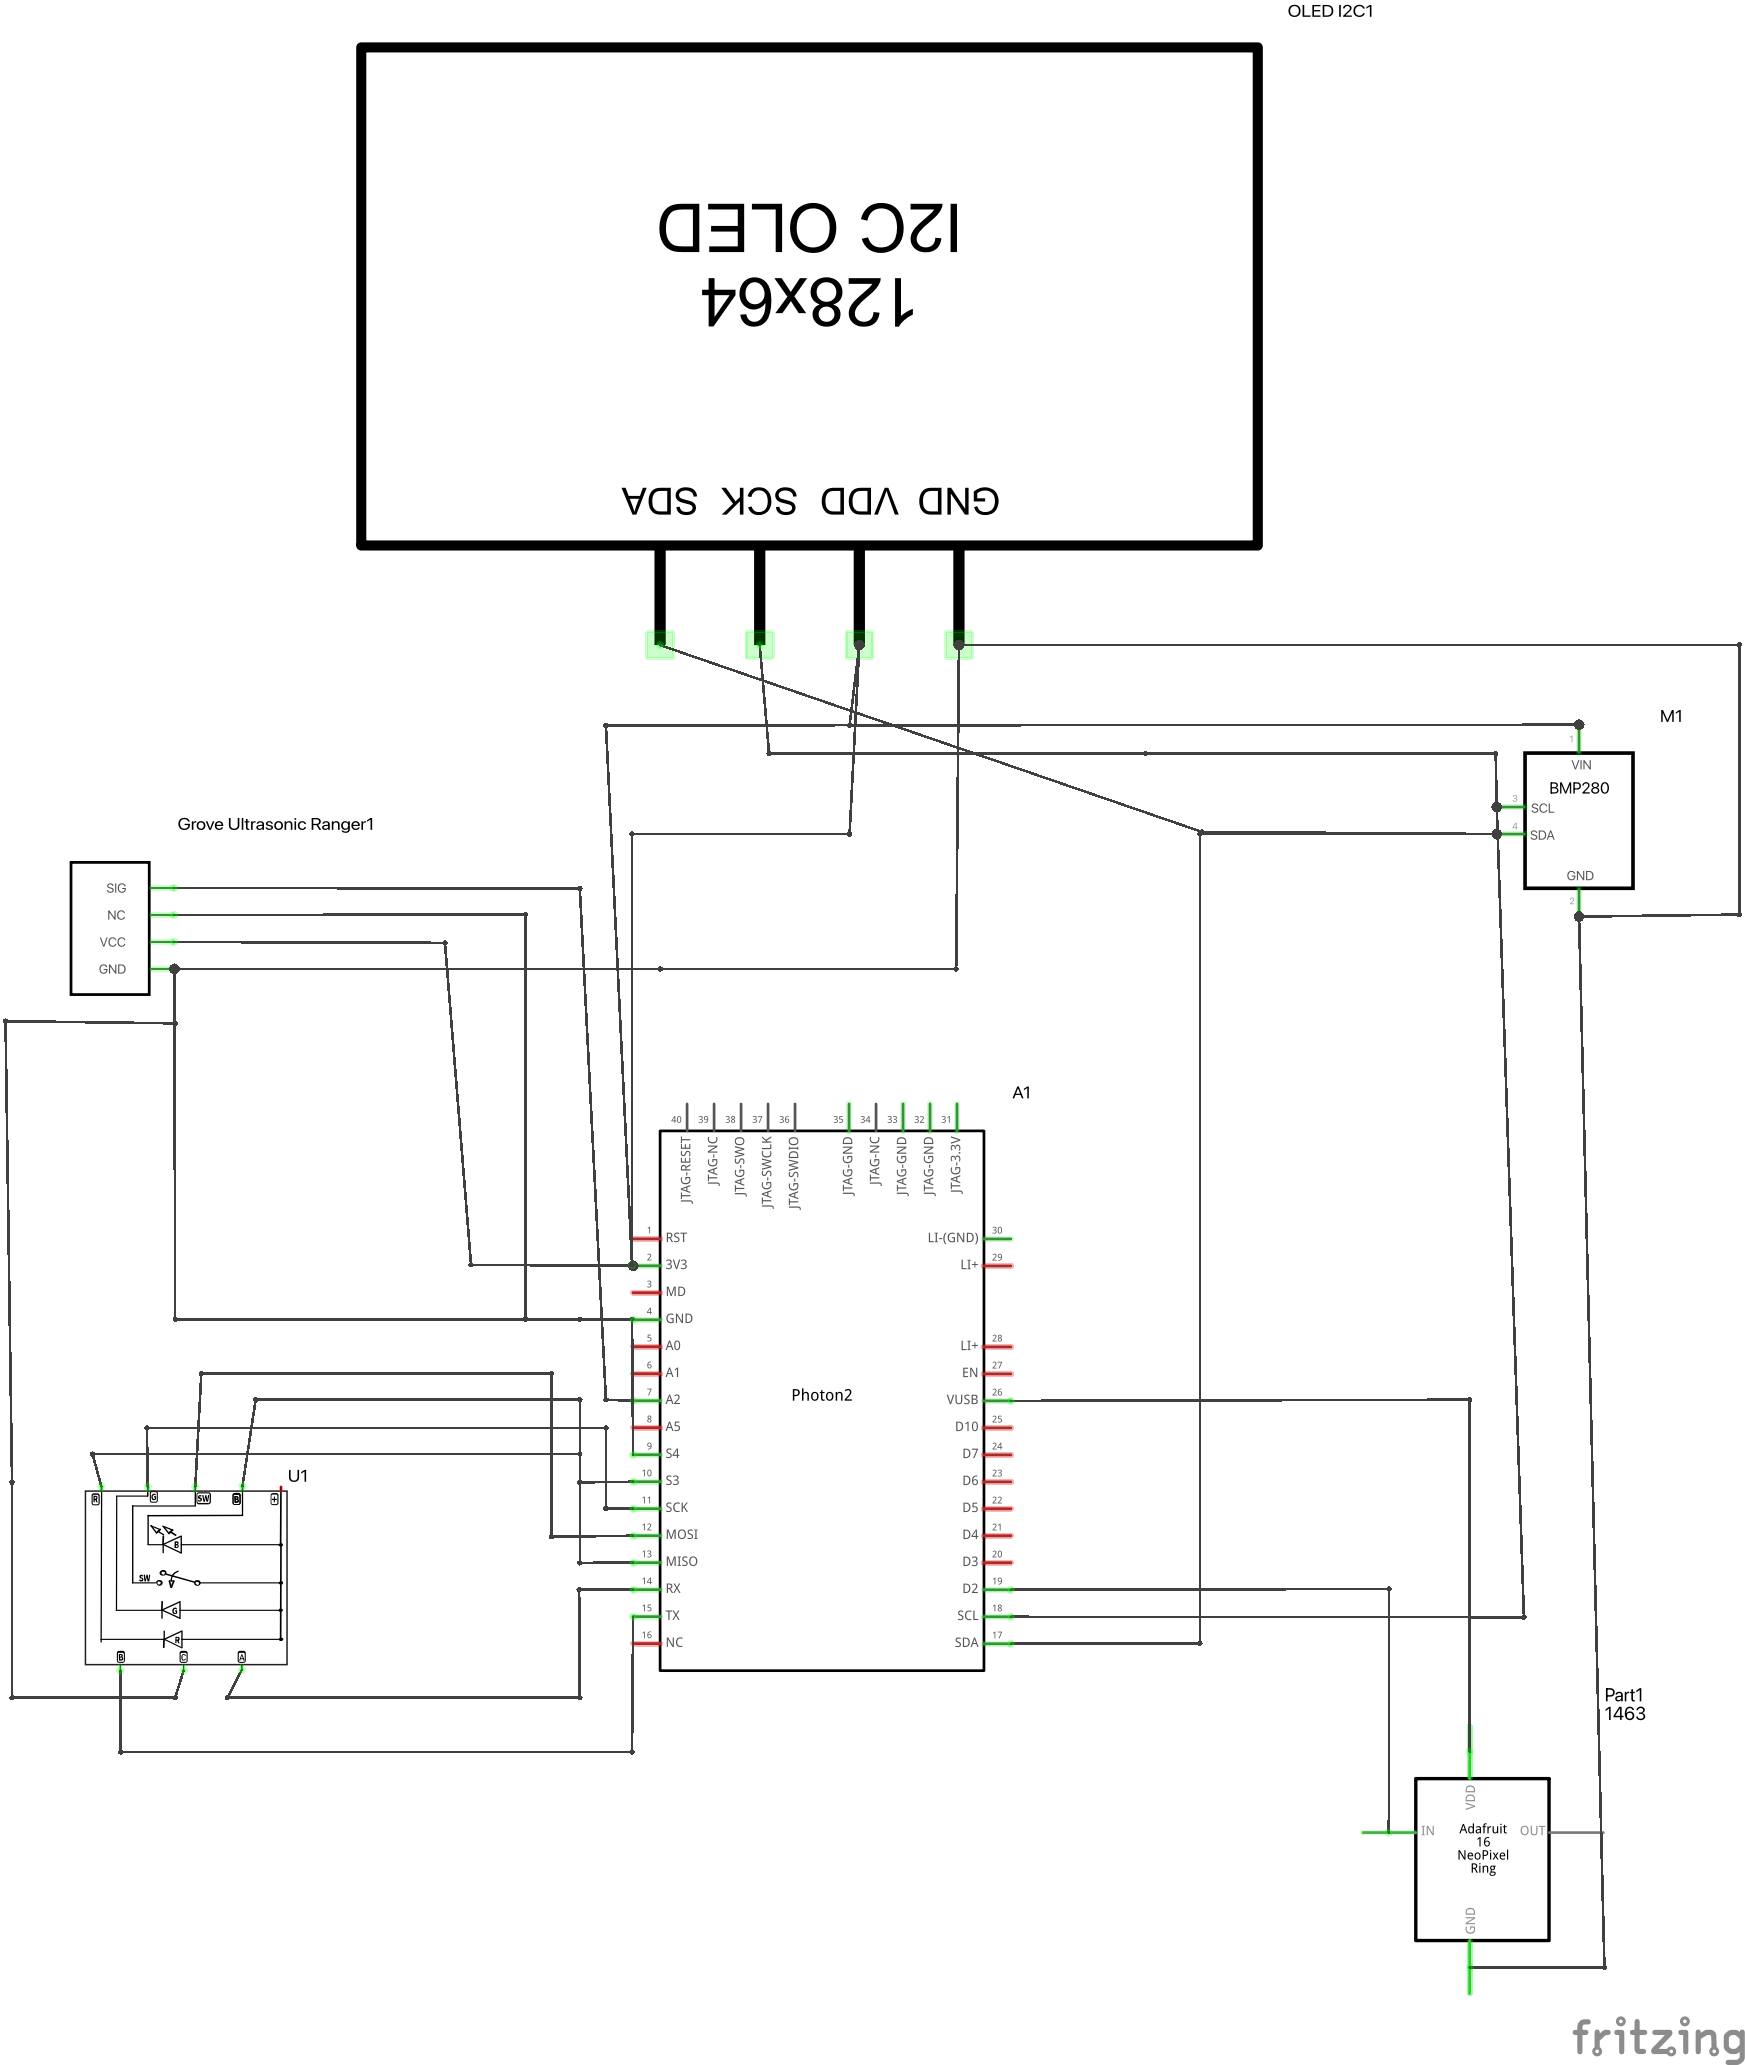 OLED I2C1
I2C OLED
128x64
GND VDD SCK SDA
M1
1
VIN
BMP280
3
SCL
4
SDA
GND
2
Grove Ultrasonic Ranger1
SIG
NC
VCC
GND
A1
40 39 38 37 36 35 34 33 32 31
JTAG-RESET
JTAG-NC
JTAG-SWO
JTAG-SWCLK
JTAG-SWDIO
JTAG-GND
JTAG-NC
JTAG-GND
JTAG-GND
JTAG-3.3V
1 RST
2 3V3
3 MD
4 GND
5 A0
6 A1
7 A2
8 A5
9 S4
10 S3
11 SCK
12 MOSI
13 MISO
14 RX
15 TX
16 NC
Photon2
LI-(GND) 30
LI+ 29
LI+ 28
EN 27
VUSB 26
D10 25
D7 24
D6 23
D5 22
D4 21
D3 20
D2 19
SCL 18
SDA 17
U1
R G SW B +
B
SW
G
R
B C A
Part1
1463
VDD
IN
Adafruit
16
NeoPixel
Ring
OUT
GND
fritzing